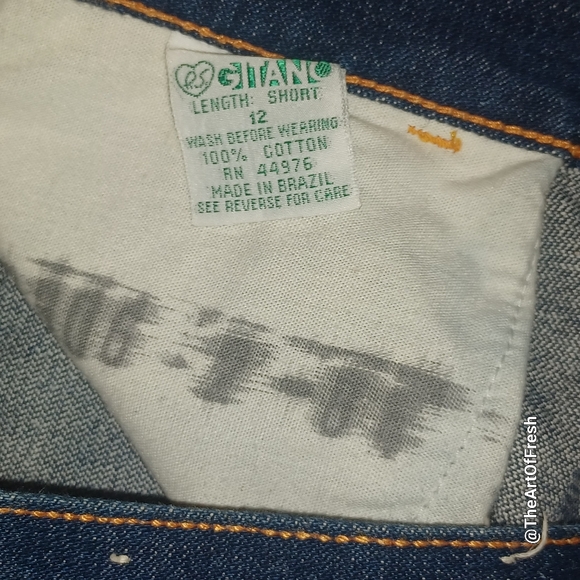 PS GITANO
LENGTH: SHORT
12
WASH BEFORE WEARING
100% COTTON
RN 44976
MADE IN BRAZIL
SEE REVERSE FOR CARE
@TheArtOfFresh